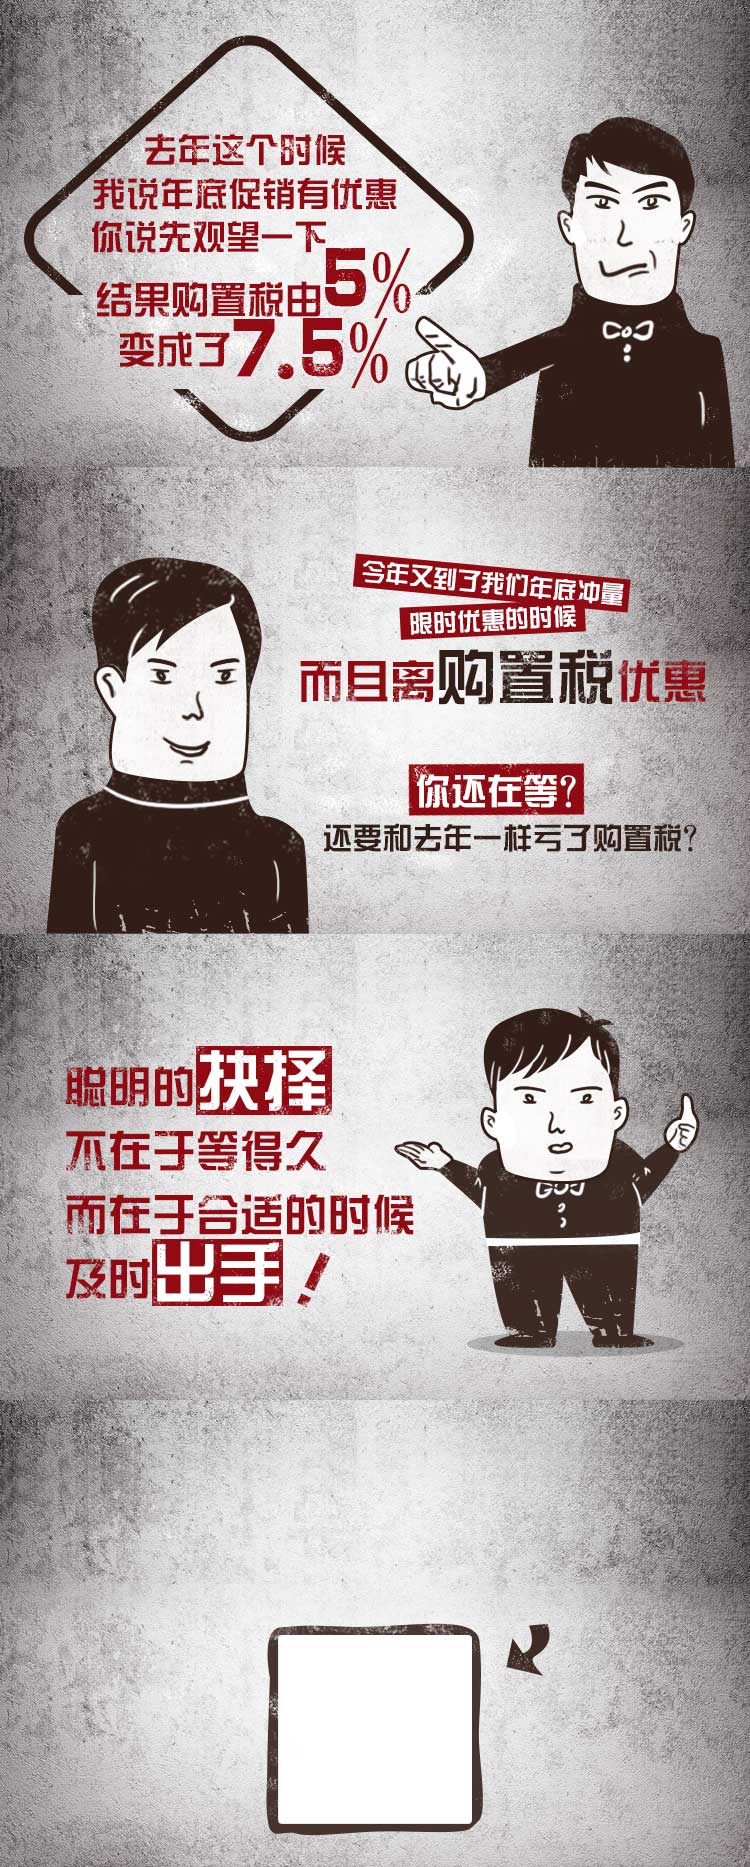 去年这个时候
我说年底促销有优惠
你说先观望一下
结果购置税由5%
变成了7.5%
今年又到了我们年底冲量
限时优惠的时候
而且离购置税优惠
你还在等?
还要和去年一样亏了购置税?
聪明的抉择
不在于等得久
而在于合适的时候
及时出手!